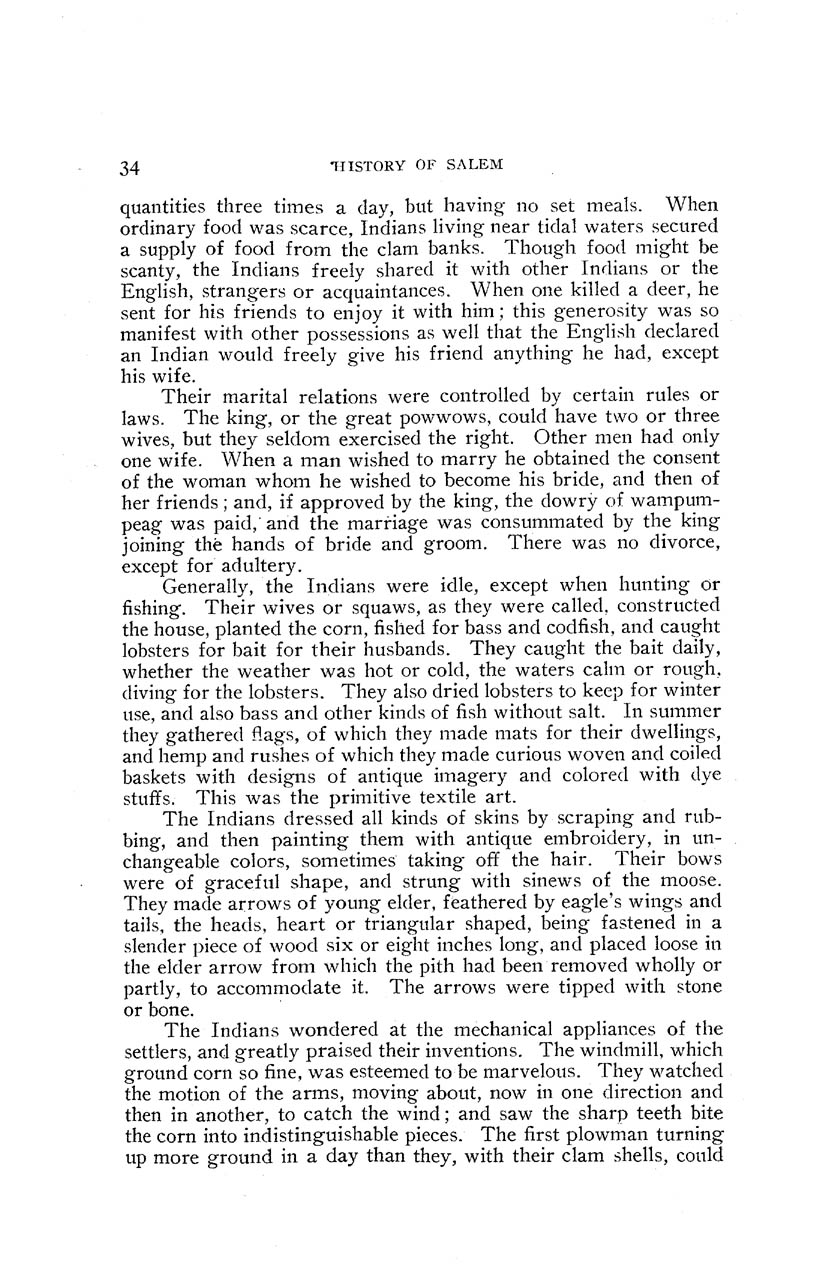 34 HISTORY OF SALEM
quantities three times a day, but having no set meals. When
ordinary food was scarce, Indians living near tidal waters secured
a supply of food from the clam banks. Though food might be
scanty, the Indians freely shared it with other Indians or the
English, strangers or acquaintances. When one killed a deer, he
sent for his friends to enjoy it with him; this generosity was so
manifest with other possessions as well that the English declared
an Indian would freely give his friend anything he had, except
his wife.
Their marital relations were controlled by certain rules or
laws. The king, or the great powwows, could have two or three
wives, but they seldom exercised the right. Other men had only
one wife. When a man wished to marry he obtained the consent
of the woman whom he wished to become his bride, and then of
her friends; and, if approved by the king, the dowry of wampum-
peag was paid, and the marriage was consummated by the king
joining the hands of bride and groom. There was no divorce,
except for adultery.
Generally, the Indians were idle, except when hunting or
fishing. Their wives or squaws, as they were called, constructed
the house, planted the corn, fished for bass and codfish, and caught
lobsters for bait for their husbands. They caught the bait daily,
whether the weather was hot or cold, the waters calm or rough,
diving for the lobsters. They also dried lobsters to keep for winter
use, and also bass and other kinds of fish without salt. In summer
they gathered flags, of which they made mats for their dwellings,
and hemp and rushes of which they made curious woven and coiled
baskets with designs of antique imagery and colored with dye
stuffs. This was the primitive textile art.
The Indians dressed all kinds of skins by scraping and rub-
bing, and then painting them with antique embroidery, in un-
changeable colors, sometimes taking off the hair. Their bows
were of graceful shape, and strung with sinews of the moose.
They made arrows of young elder, feathered by eagle's wings and
tails, the heads, heart or triangular shaped, being fastened in a
slender piece of wood six or eight inches long, and placed loose in
the elder arrow from which the pith had been removed wholly or
partly, to accommodate it. The arrows were tipped with stone
or bone.
The Indians wondered at the mechanical appliances of the
settlers, and greatly praised their inventions. The windmill, which
ground corn so fine, was esteemed to be marvelous. They watched
the motion of the arms, moving about, now in one direction and
then in another, to catch the wind; and saw the sharp teeth bite
the corn into indistinguishable pieces. The first plowman turning
up more ground in a day than they, with their clam shells, could